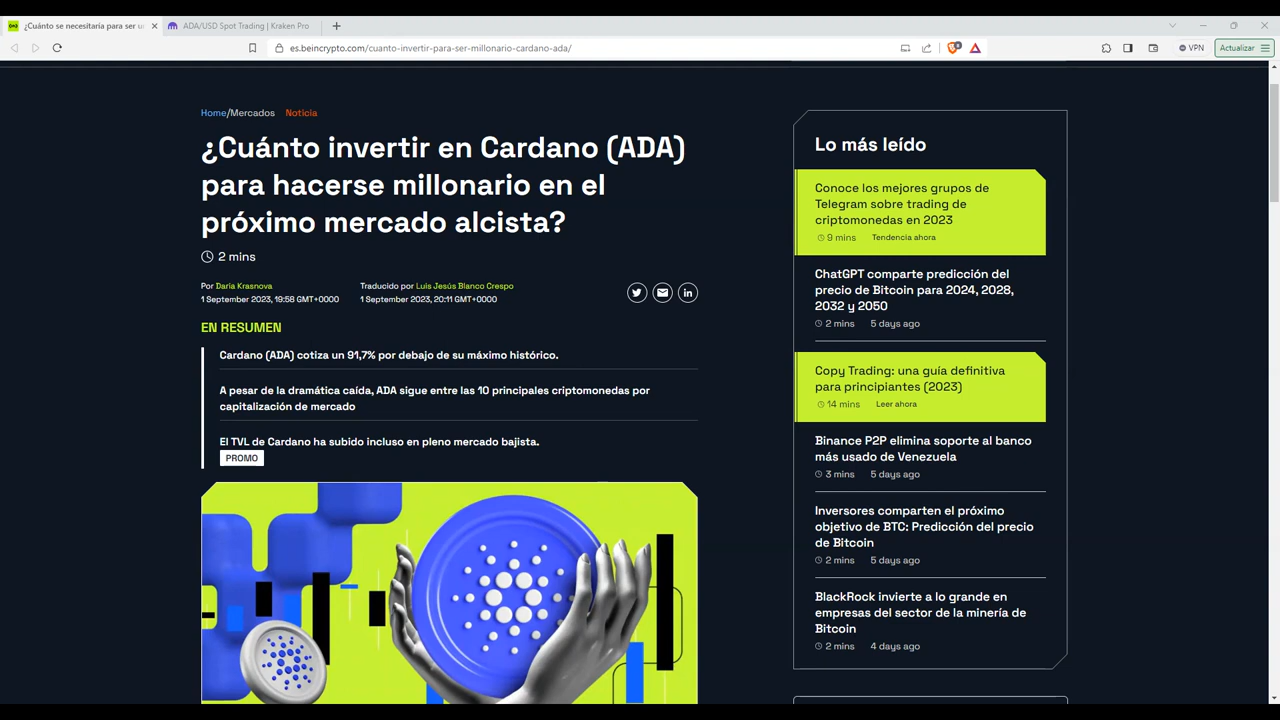 ¿Cuánto se necesitaría para ser u
ADA/USD Spot Trading | Kraken Pro
es.beincrypto.com/cuanto-invertir-para-ser-millonario-cardano-ada/
VPN
Actualizar
Home/Mercados Noticia
¿Cuánto invertir en Cardano (ADA)
para hacerse millonario en el
próximo mercado alcista?
2 mins
Por Daria Krasnova
1 September 2023, 19:58 GMT+0000
Traducido por Luis Jesús Blanco Crespo
1 September 2023, 20:11 GMT+0000
EN RESUMEN
Cardano (ADA) cotiza un 91,7% por debajo de su máximo histórico.
A pesar de la dramática caída, ADA sigue entre las 10 principales criptomonedas por
capitalización de mercado
El TVL de Cardano ha subido incluso en pleno mercado bajista.
PROMO
Lo más leído
Conoce los mejores grupos de
Telegram sobre trading de
criptomonedas en 2023
9 mins Tendencia ahora
ChatGPT comparte predicción del
precio de Bitcoin para 2024, 2028,
2032 y 2050
2 mins 5 days ago
Copy Trading: una guía definitiva
para principiantes (2023)
14 mins Leer ahora
Binance P2P elimina soporte al banco
más usado de Venezuela
3 mins 5 days ago
Inversores comparten el próximo
objetivo de BTC: Predicción del precio
de Bitcoin
2 mins 5 days ago
BlackRock invierte a lo grande en
empresas del sector de la minería de
Bitcoin
2 mins 4 days ago